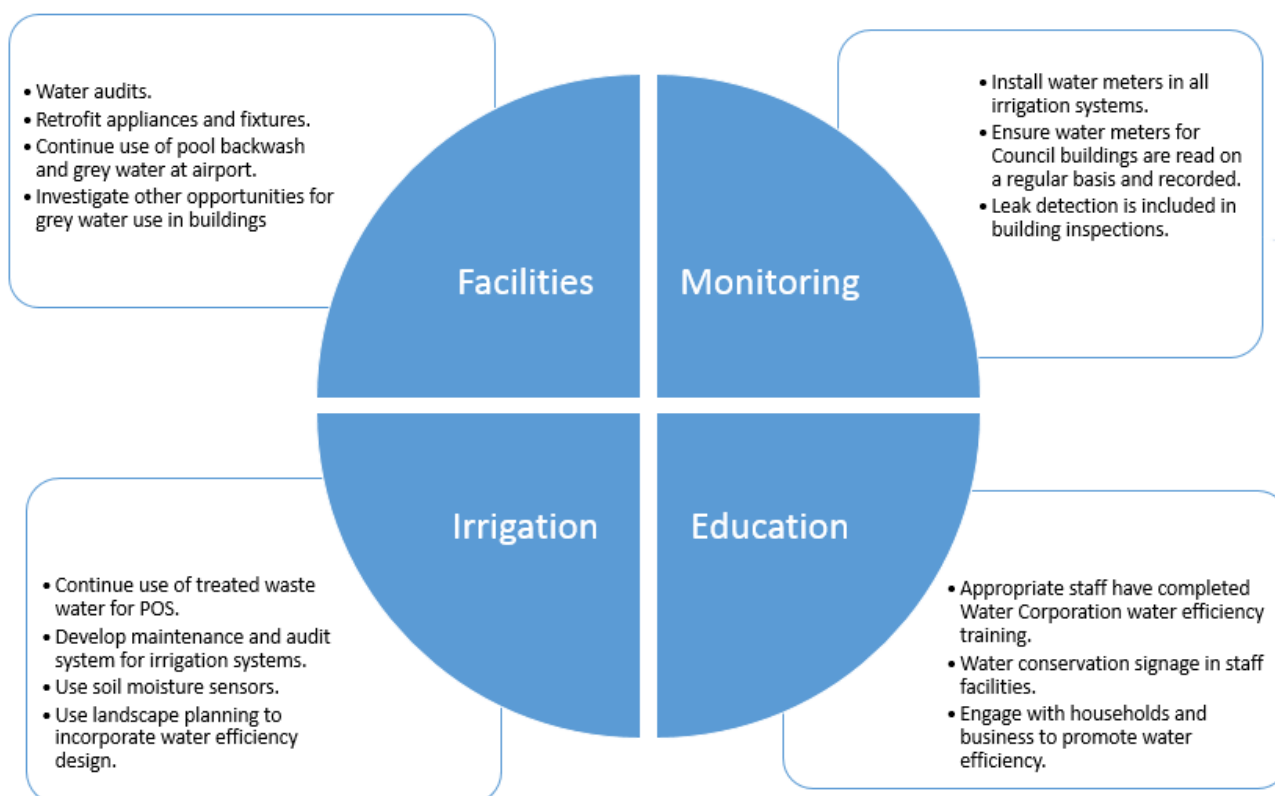 • Water audits.
• Retrofit appliances and fixtures.
• Continue use of pool backwash
and grey water at airport.
• Investigate other opportunities for
grey water use in buildings
• Install water meters in all
irrigation systems.
• Ensure water meters for
Council buildings are read on
a regular basis and recorded.
• Leak detection is included in
building inspections.
Facilities
Monitoring
Irrigation
Education
• Continue use of treated waste
water for POS.
• Develop maintenance and audit
system for irrigation systems.
• Use soil moisture sensors.
• Use landscape planning to
incorporate water efficiency
design.
• Appropriate staff have completed
Water Corporation water efficiency
training.
• Water conservation signage in staff
facilities.
• Engage with households and
business to promote water
efficiency.